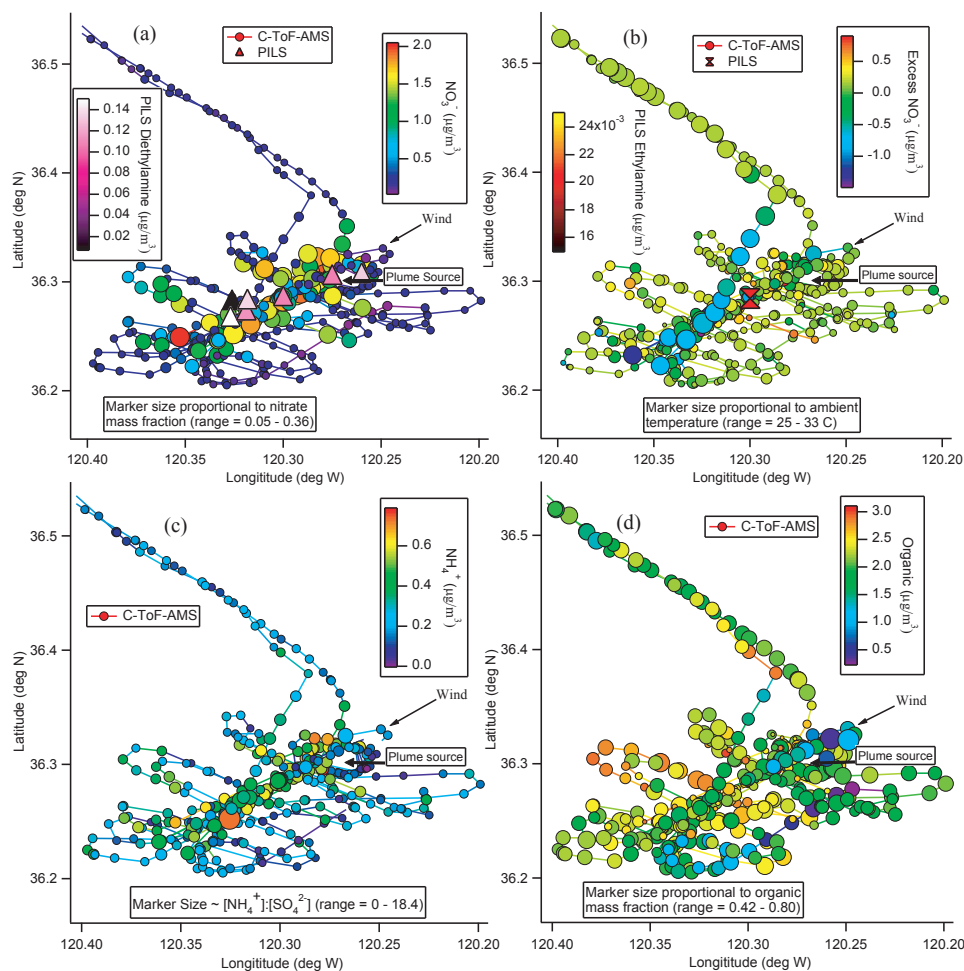 (a)
C-ToF-AMS
PILS
NO₃⁻ (µg/m³)
2.0
1.5
1.0
0.5
PILS Diethylamine (µg/m³)
0.14
0.12
0.10
0.08
0.06
0.04
0.02
Wind
Plume Source
Marker size proportional to nitrate
mass fraction (range = 0.05 - 0.36)
Latitude (deg N)
36.5
36.4
36.3
36.2
120.40
120.35
120.30
120.25
120.20
Longtitude (deg W)
(b)
C-ToF-AMS
PILS
Excess NO₃⁻ (µg/m³)
0.5
0.0
-0.5
-1.0
PILS Ethylamine (µg/m³)
24x10⁻³
22
20
18
16
Wind
Plume source
Marker size proportional to ambient
temperature (range = 25 - 33 C)
Latitude (deg N)
36.5
36.4
36.3
36.2
120.40
120.35
120.30
120.25
120.20
Longtitude (deg W)
(c)
C-ToF-AMS
NH₄⁺ (µg/m³)
0.6
0.4
0.2
0.0
Wind
Plume source
Marker Size ~ [NH₄⁺]:[SO₄²⁻] (range = 0 - 18.4)
Latitude (deg N)
36.5
36.4
36.3
36.2
120.40
120.35
120.30
120.25
120.20
Longtitude (deg W)
(d)
C-ToF-AMS
Organic (µg/m³)
3.0
2.5
2.0
1.5
1.0
0.5
Wind
Plume source
Marker size proportional to organic
mass fraction (range = 0.42 - 0.80)
Latitude (deg N)
36.5
36.4
36.3
36.2
120.40
120.35
120.30
120.25
120.20
Longtitude (deg W)